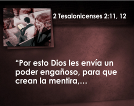 2 Tesalonicenses 2:11, 12
“Por esto Dios les envía un
poder engañoso, para que
crean la mentira,…